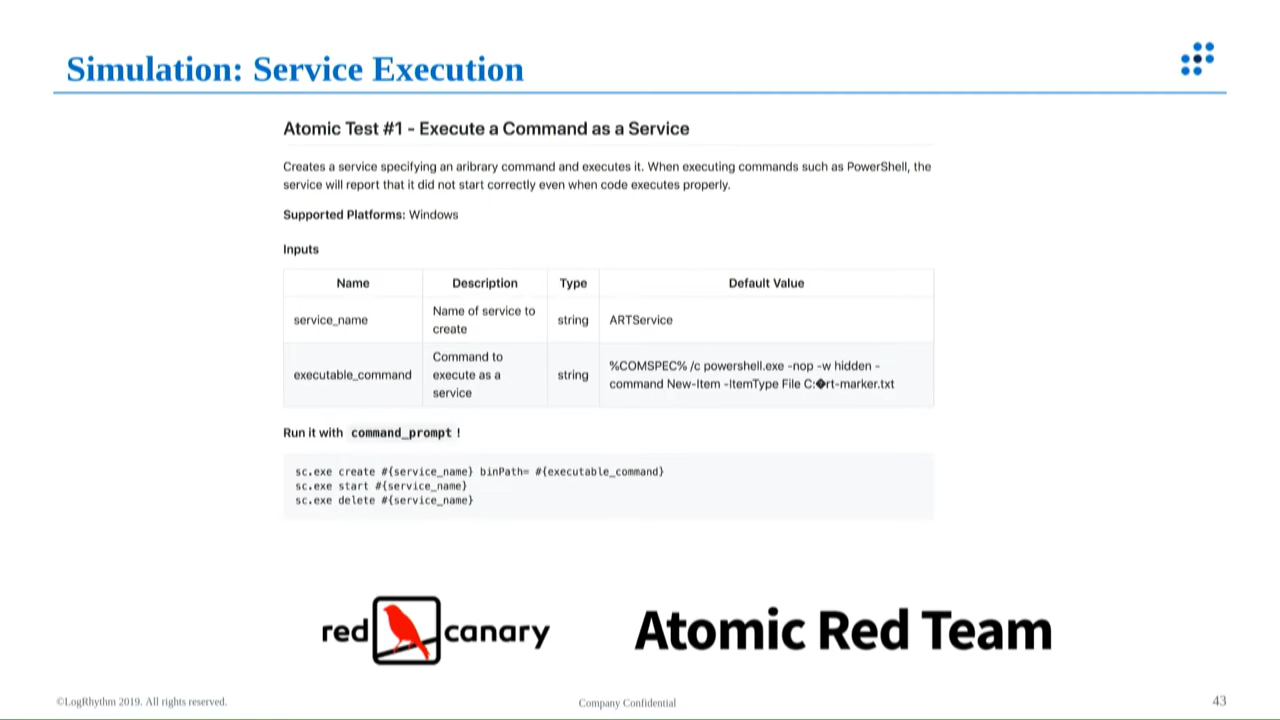 Simulation: Service Execution
Atomic Test #1 - Execute a Command as a Service
Creates a service specifying an aribrary command and executes it. When executing commands such as PowerShell, the
service will report that it did not start correctly even when code executes properly.
Supported Platforms: Windows
Inputs
Name Description Type Default Value
service_name Name of service to create string ARTService
executable_command Command to execute as a service string %COMSPEC% /c powershell.exe -nop -w hidden -command New-Item -ItemType File C:�rt-marker.txt
Run it with command_prompt !
sc.exe create #{service_name} binPath= #{executable_command}
sc.exe start #{service_name}
sc.exe delete #{service_name}
red canary
Atomic Red Team
©LogRhythm 2019. All rights reserved.
Company Confidential
43